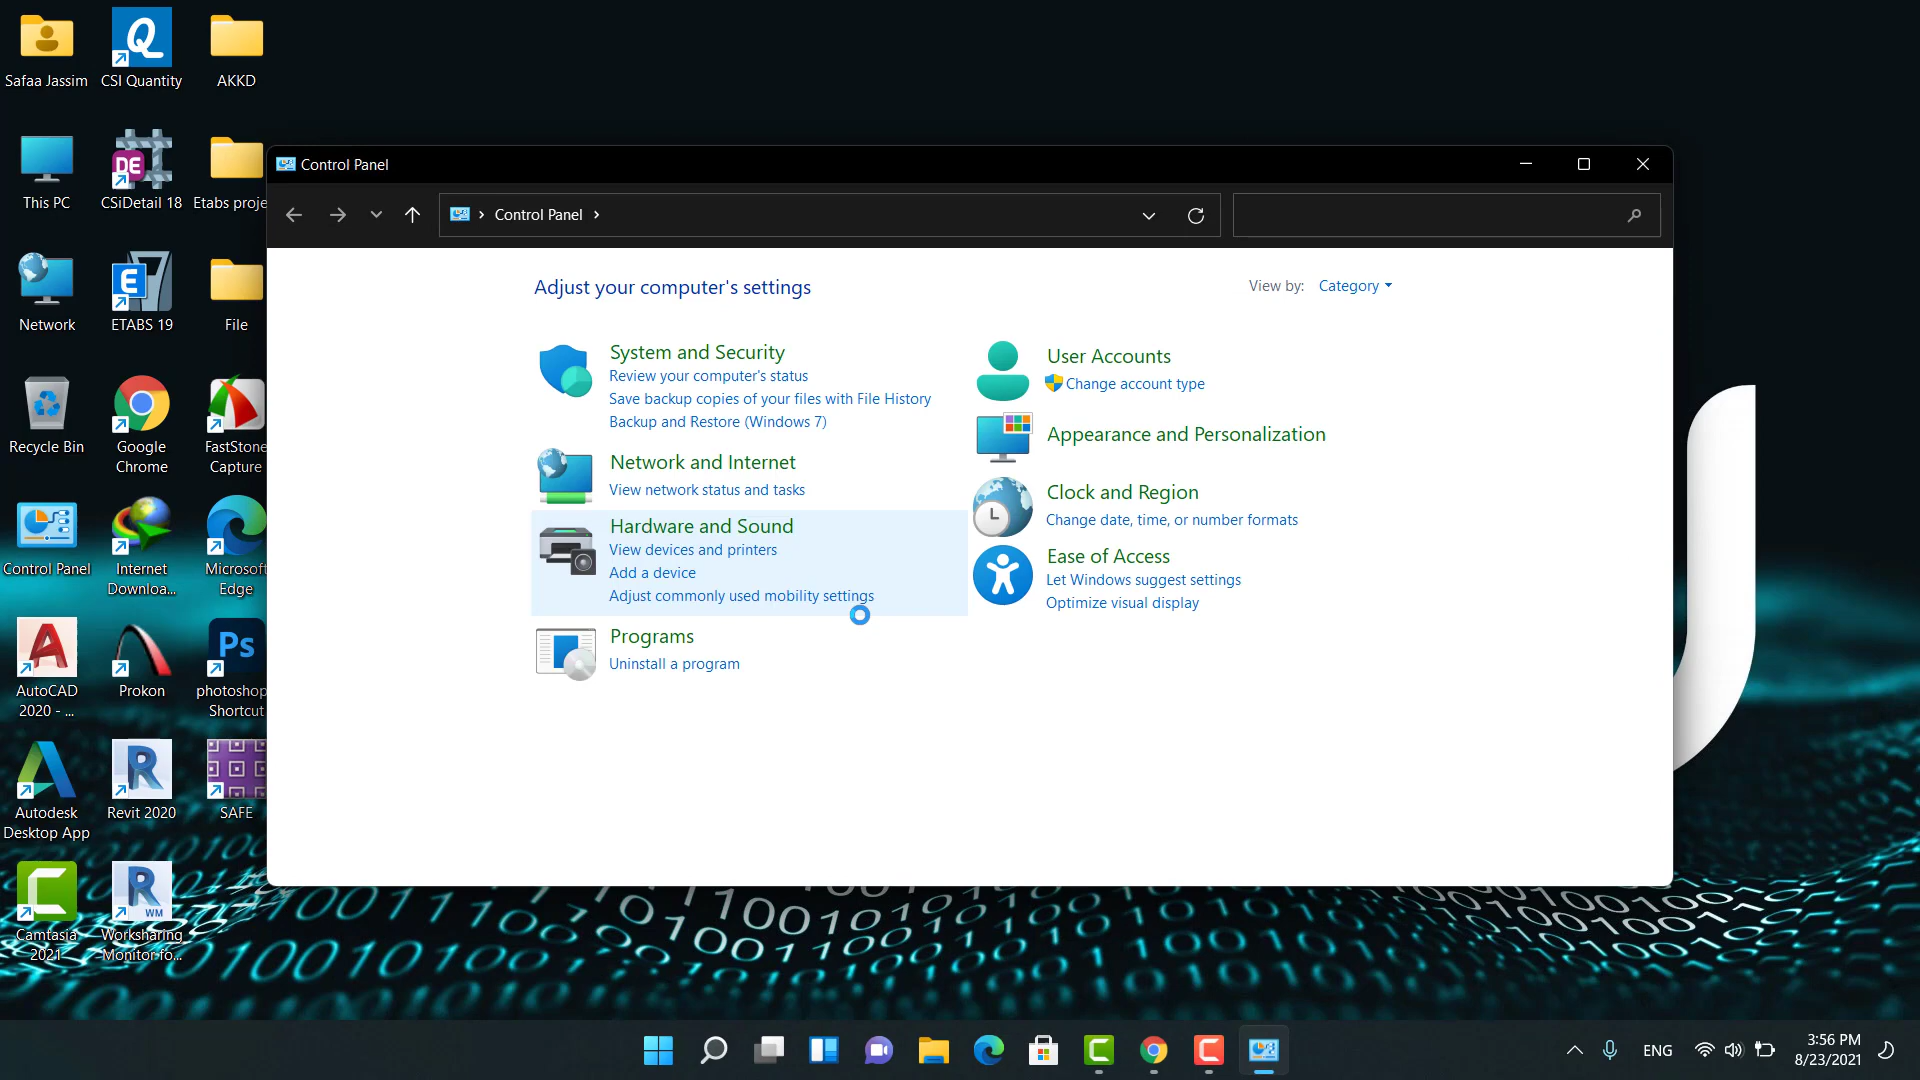 Safaa Jassim
CSI Quantity
AKKD
This PC
CSiDetail 18
Etabs proje
Network
ETABS 19
File
Recycle Bin
Google
Chrome
FastStone
Capture
Control Panel
Internet
Downloa...
Microsoft
Edge
AutoCAD
2020 - ...
Prokon
photoshop
Shortcut
Autodesk
Desktop App
Revit 2020
SAFE
Camtasia
2021
Worksharing
Monitor fo...
Control Panel
Control Panel
Adjust your computer's settings
View by: Category
System and Security
Review your computer's status
Save backup copies of your files with File History
Backup and Restore (Windows 7)
Network and Internet
View network status and tasks
Hardware and Sound
View devices and printers
Add a device
Adjust commonly used mobility settings
Programs
Uninstall a program
User Accounts
Change account type
Appearance and Personalization
Clock and Region
Change date, time, or number formats
Ease of Access
Let Windows suggest settings
Optimize visual display
ENG
3:56 PM
8/23/2021